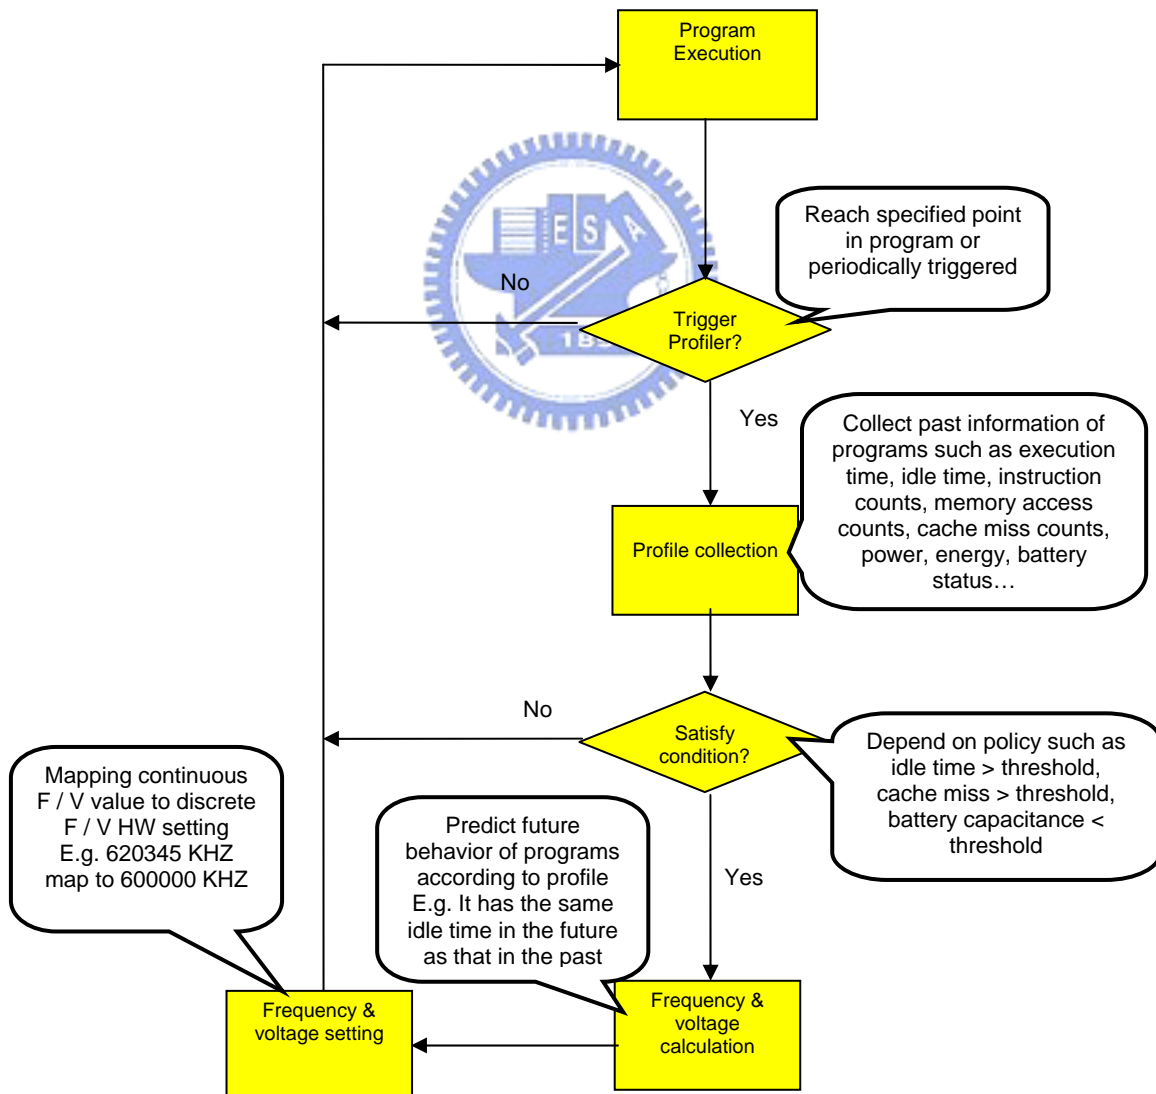 Program
Execution
Reach specified point
in program or
periodically triggered
No
E S A
Trigger
Profiler?
18
Yes
Collect past information of
programs such as execution
time, idle time, instruction
counts, memory access
counts, cache miss counts,
power, energy, battery
status…
Profile collection
No
Satisfy
condition?
Depend on policy such as
idle time > threshold,
cache miss > threshold,
battery capacitance <
threshold
Mapping continuous
F / V value to discrete
F / V HW setting
E.g. 620345 KHZ
map to 600000 KHZ
Predict future
behavior of programs
according to profile
E.g. It has the same
idle time in the future
as that in the past
Yes
Frequency &
voltage setting
Frequency &
voltage
calculation